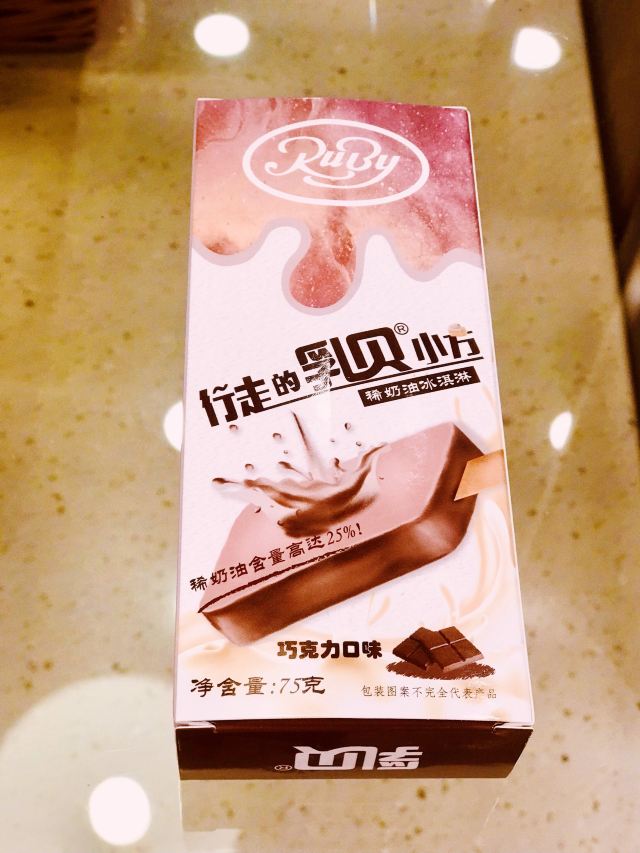 RuBy
行走的乳贝®小方
稀奶油冰淇淋
稀奶油含量高达25%!
巧克力口味
净含量:75克
包装图案不完全代表产品
乳贝®